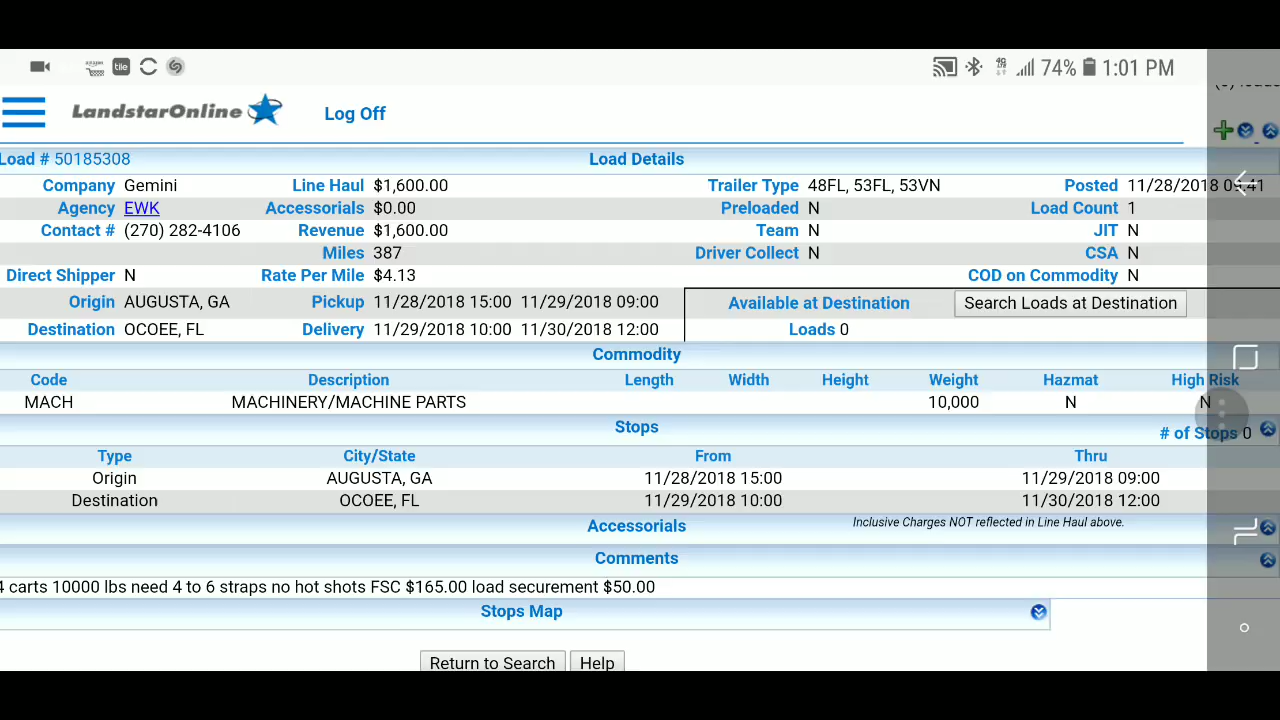 tile 74% 1:01 PM
LandstarOnline Log Off
Load # 50185308 Load Details
Company Gemini Line Haul $1,600.00 Trailer Type 48FL, 53FL, 53VN Posted 11/28/2018 09:41
Agency EWK Accessorials $0.00 Preloaded N Load Count 1
Contact # (270) 282-4106 Revenue $1,600.00 Team N JIT N
Miles 387 Driver Collect N CSA N
Direct Shipper N Rate Per Mile $4.13 COD on Commodity N
Origin AUGUSTA, GA Pickup 11/28/2018 15:00 11/29/2018 09:00 Available at Destination Search Loads at Destination
Destination OCOEE, FL Delivery 11/29/2018 10:00 11/30/2018 12:00 Loads 0
Commodity
Code Description Length Width Height Weight Hazmat High Risk
MACH MACHINERY/MACHINE PARTS 10,000 N N
Stops # of Stops 0
Type City/State From Thru
Origin AUGUSTA, GA 11/28/2018 15:00 11/29/2018 09:00
Destination OCOEE, FL 11/29/2018 10:00 11/30/2018 12:00
Accessorials Inclusive Charges NOT reflected in Line Haul above.
Comments
4 carts 10000 lbs need 4 to 6 straps no hot shots FSC $165.00 load securement $50.00
Stops Map
Return to Search Help